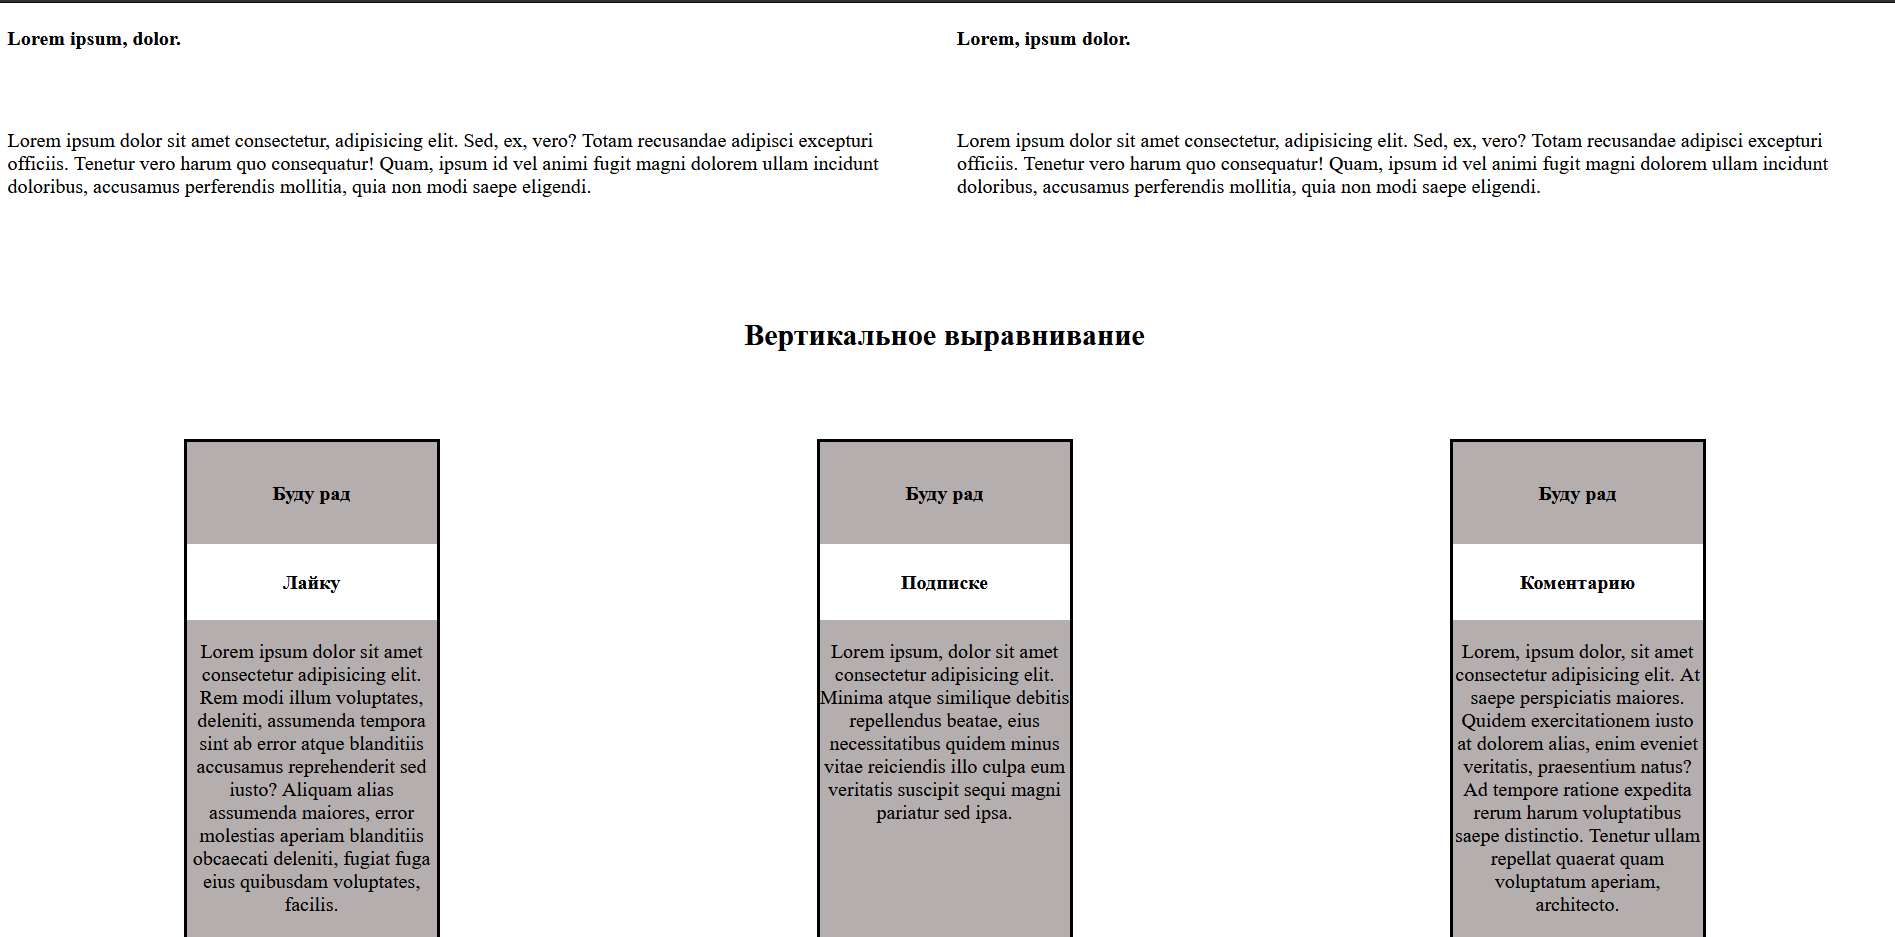 Lorem ipsum, dolor.
Lorem ipsum dolor sit amet consectetur, adipisicing elit. Sed, ex, vero? Totam recusandae adipisci excepturi
officiis. Tenetur vero harum quo consequatur! Quam, ipsum id vel animi fugit magni dolorem ullam incidunt
doloribus, accusamus perferendis mollitia, quia non modi saepe eligendi.
Lorem, ipsum dolor.
Lorem ipsum dolor sit amet consectetur, adipisicing elit. Sed, ex, vero? Totam recusandae adipisci excepturi
officiis. Tenetur vero harum quo consequatur! Quam, ipsum id vel animi fugit magni dolorem ullam incidunt
doloribus, accusamus perferendis mollitia, quia non modi saepe eligendi.
Вертикальное выравнивание
Буду рад
Лайку
Lorem ipsum dolor sit amet
consectetur adipisicing elit.
Rem modi illum voluptates,
deleniti, assumenda tempora
sint ab error atque blanditiis
accusamus reprehenderit sed
iusto? Aliquam alias
assumenda maiores, error
molestias aperiam blanditiis
obcaecati deleniti, fugiat fuga
eius quibusdam voluptates,
facilis.
Буду рад
Подписке
Lorem ipsum, dolor sit amet
consectetur adipisicing elit.
Minima atque similique debitis
repellendus beatae, eius
necessitatibus quidem minus
vitae reiciendis illo culpa eum
veritatis suscipit sequi magni
pariatur sed ipsa.
Буду рад
Коментарию
Lorem, ipsum dolor, sit amet
consectetur adipisicing elit. At
saepe perspiciatis maiores.
Quidem exercitationem iusto
at dolorem alias, enim eveniet
veritatis, praesentium natus?
Ad tempore ratione expedita
rerum harum voluptatibus
saepe distinctio. Tenetur ullam
repellat quaerat quam
voluptatum aperiam,
architecto.